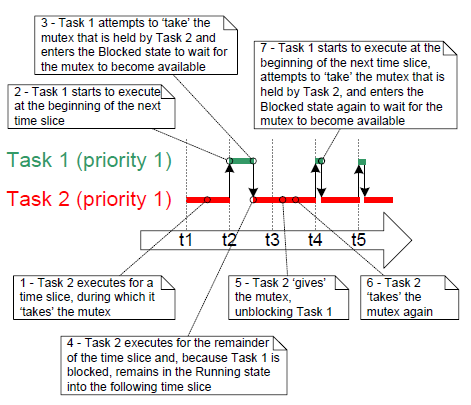 3 - Task 1 attempts to 'take' the
mutex that is held by Task 2 and
enters the Blocked state to wait for
the mutex to become available
7 - Task 1 starts to execute at the
beginning of the next time slice,
attempts to 'take' the mutex that is
held by Task 2, and enters the
Blocked state again to wait for the
mutex to become available
2 - Task 1 starts to execute
at the beginning of the next
time slice
Task 1 (priority 1)
Task 2 (priority 1)
t1 t2 t3 t4 t5
1 - Task 2 executes for a
time slice, during which it
'takes' the mutex
5 - Task 2 'gives'
the mutex,
unblocking Task 1
6 - Task 2
'takes' the
mutex again
4 - Task 2 executes for the remainder
of the time slice and, because Task 1 is
blocked, remains in the Running state
into the following time slice